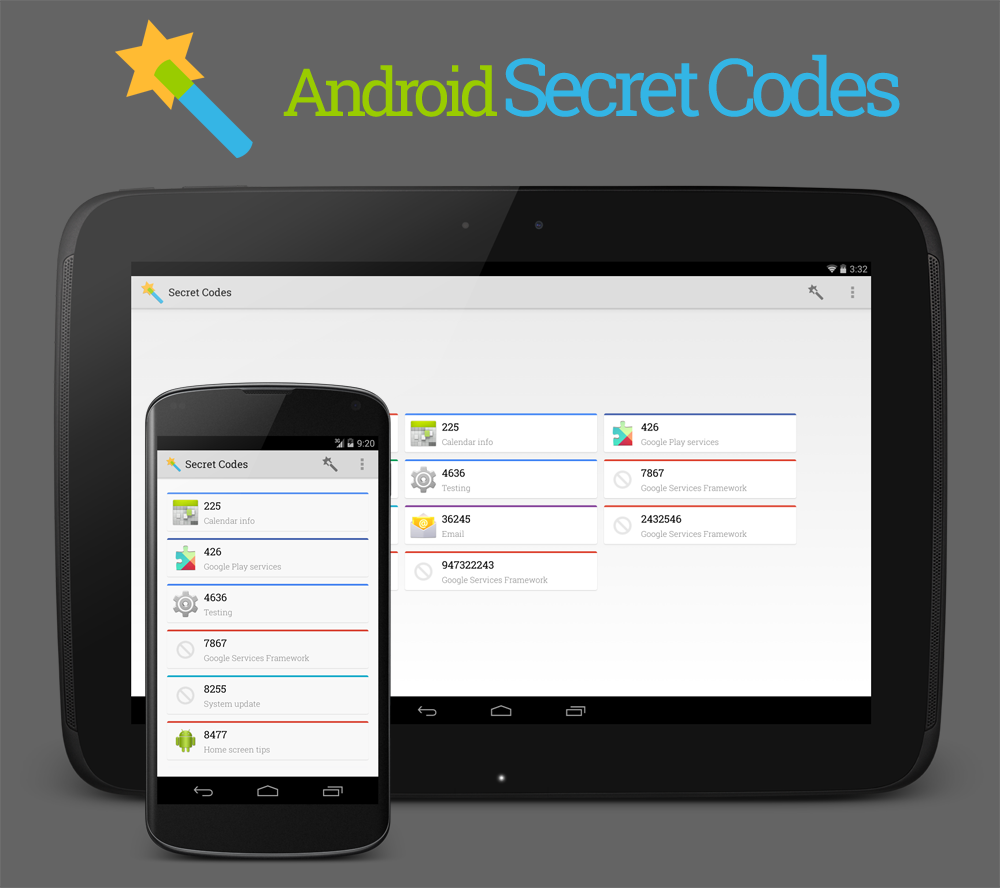 Android Secret Codes
3:32
Secret Codes
225
Calendar info
426
Google Play services
4636
Testing
7867
Google Services Framework
36245
Email
2432546
Google Services Framework
947322243
Google Services Framework
3G 9:20
Secret Codes
225
Calendar info
426
Google Play services
4636
Testing
7867
Google Services Framework
8255
System update
8477
Home screen tips